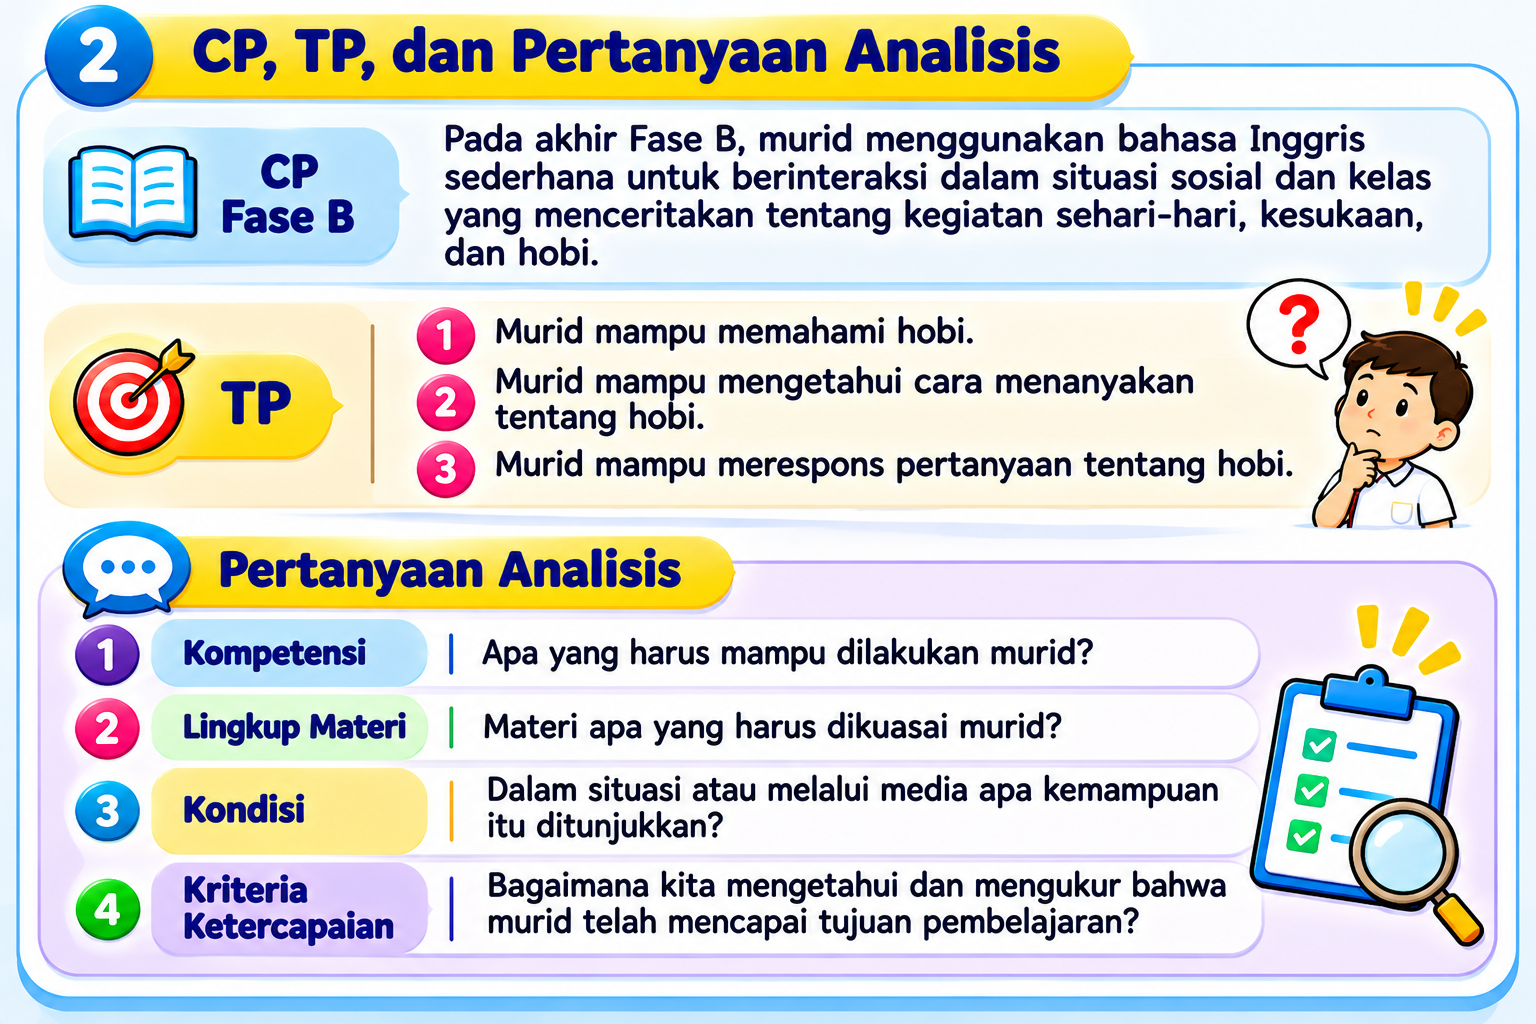 2
CP, TP, dan Pertanyaan Analisis
CP
Fase B
Pada akhir Fase B, murid menggunakan bahasa Inggris
sederhana untuk berinteraksi dalam situasi sosial dan kelas
yang menceritakan tentang kegiatan sehari-hari, kesukaan,
dan hobi.
TP
1 Murid mampu memahami hobi.
2 Murid mampu mengetahui cara menanyakan
tentang hobi.
3 Murid mampu merespons pertanyaan tentang hobi.
?
Pertanyaan Analisis
1 Kompetensi Apa yang harus mampu dilakukan murid?
2 Lingkup Materi Materi apa yang harus dikuasai murid?
3 Kondisi Dalam situasi atau melalui media apa kemampuan
itu ditunjukkan?
4 Kriteria
Ketercapaian
Bagaimana kita mengetahui dan mengukur bahwa
murid telah mencapai tujuan pembelajaran?